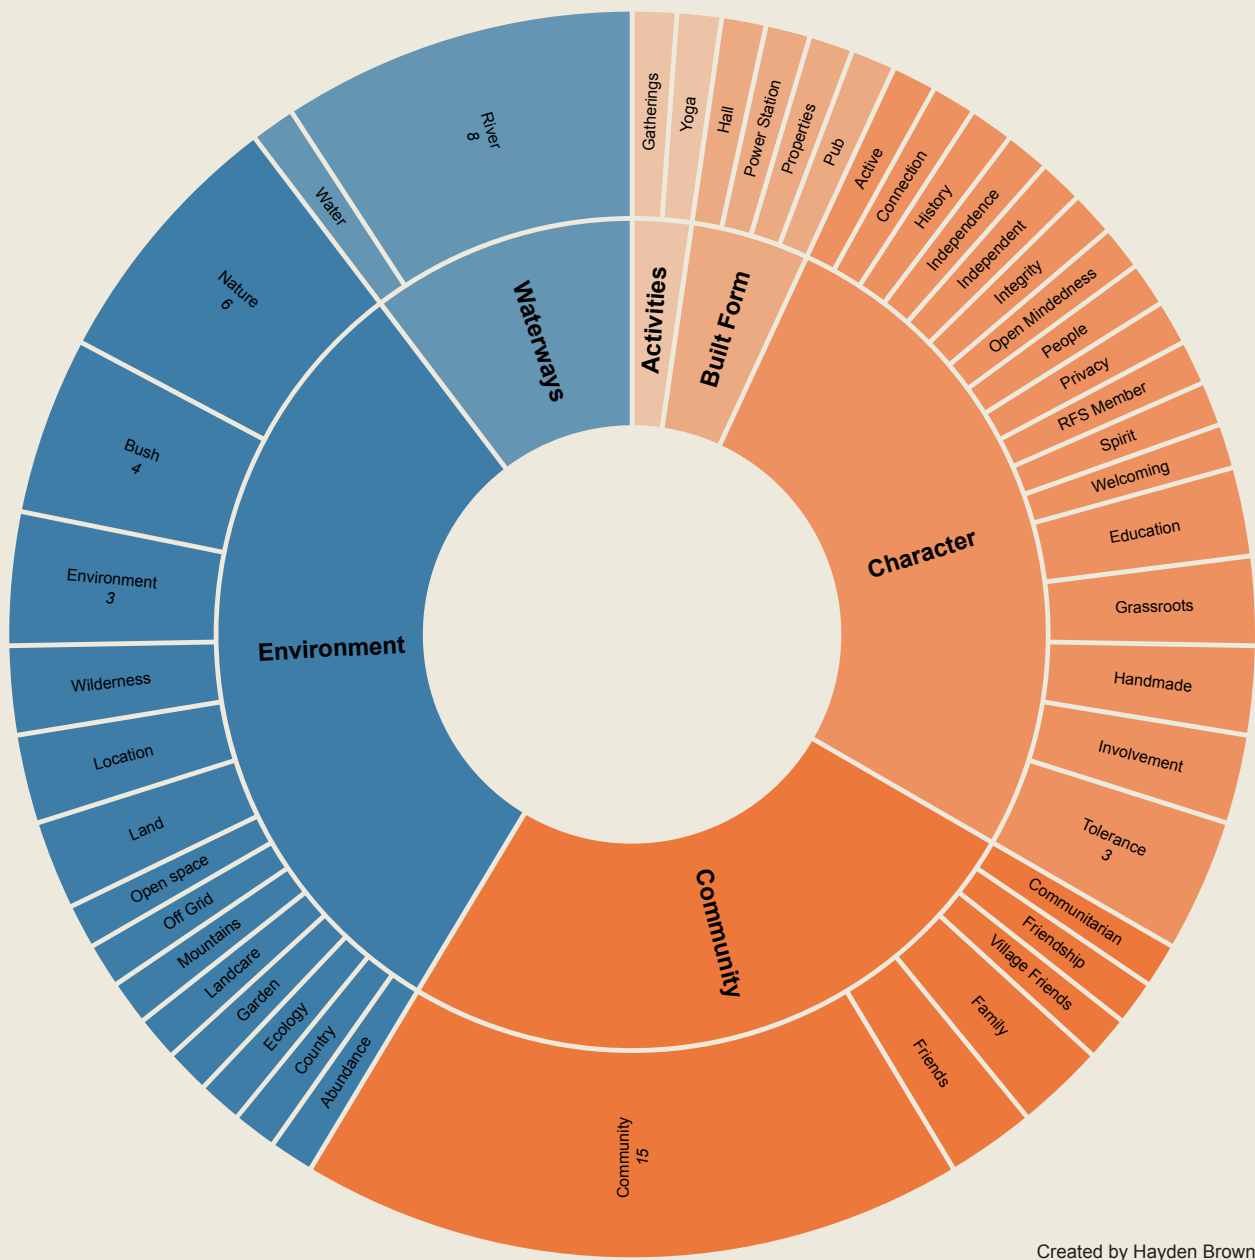 Gatherings
Yoga
Hall
Power Station
Properties
Pub
Active
Connection
History
Independence
Independent
Integrity
Open Mindedness
People
Privacy
RFS Member
Spirit
Welcoming
Education
Grassroots
Handmade
Involvement
Tolerance
3
Communitarian
Friendship
Village Friends
Family
Friends
Community
15
Abundance
Country
Ecology
Garden
Landcare
Mountains
Off Grid
Open space
Land
Location
Wilderness
Environment
3
Bush
4
Nature
6
Water
River
8
Activities
Built Form
Character
Community
Environment
Waterways
Created by Hayden Brown